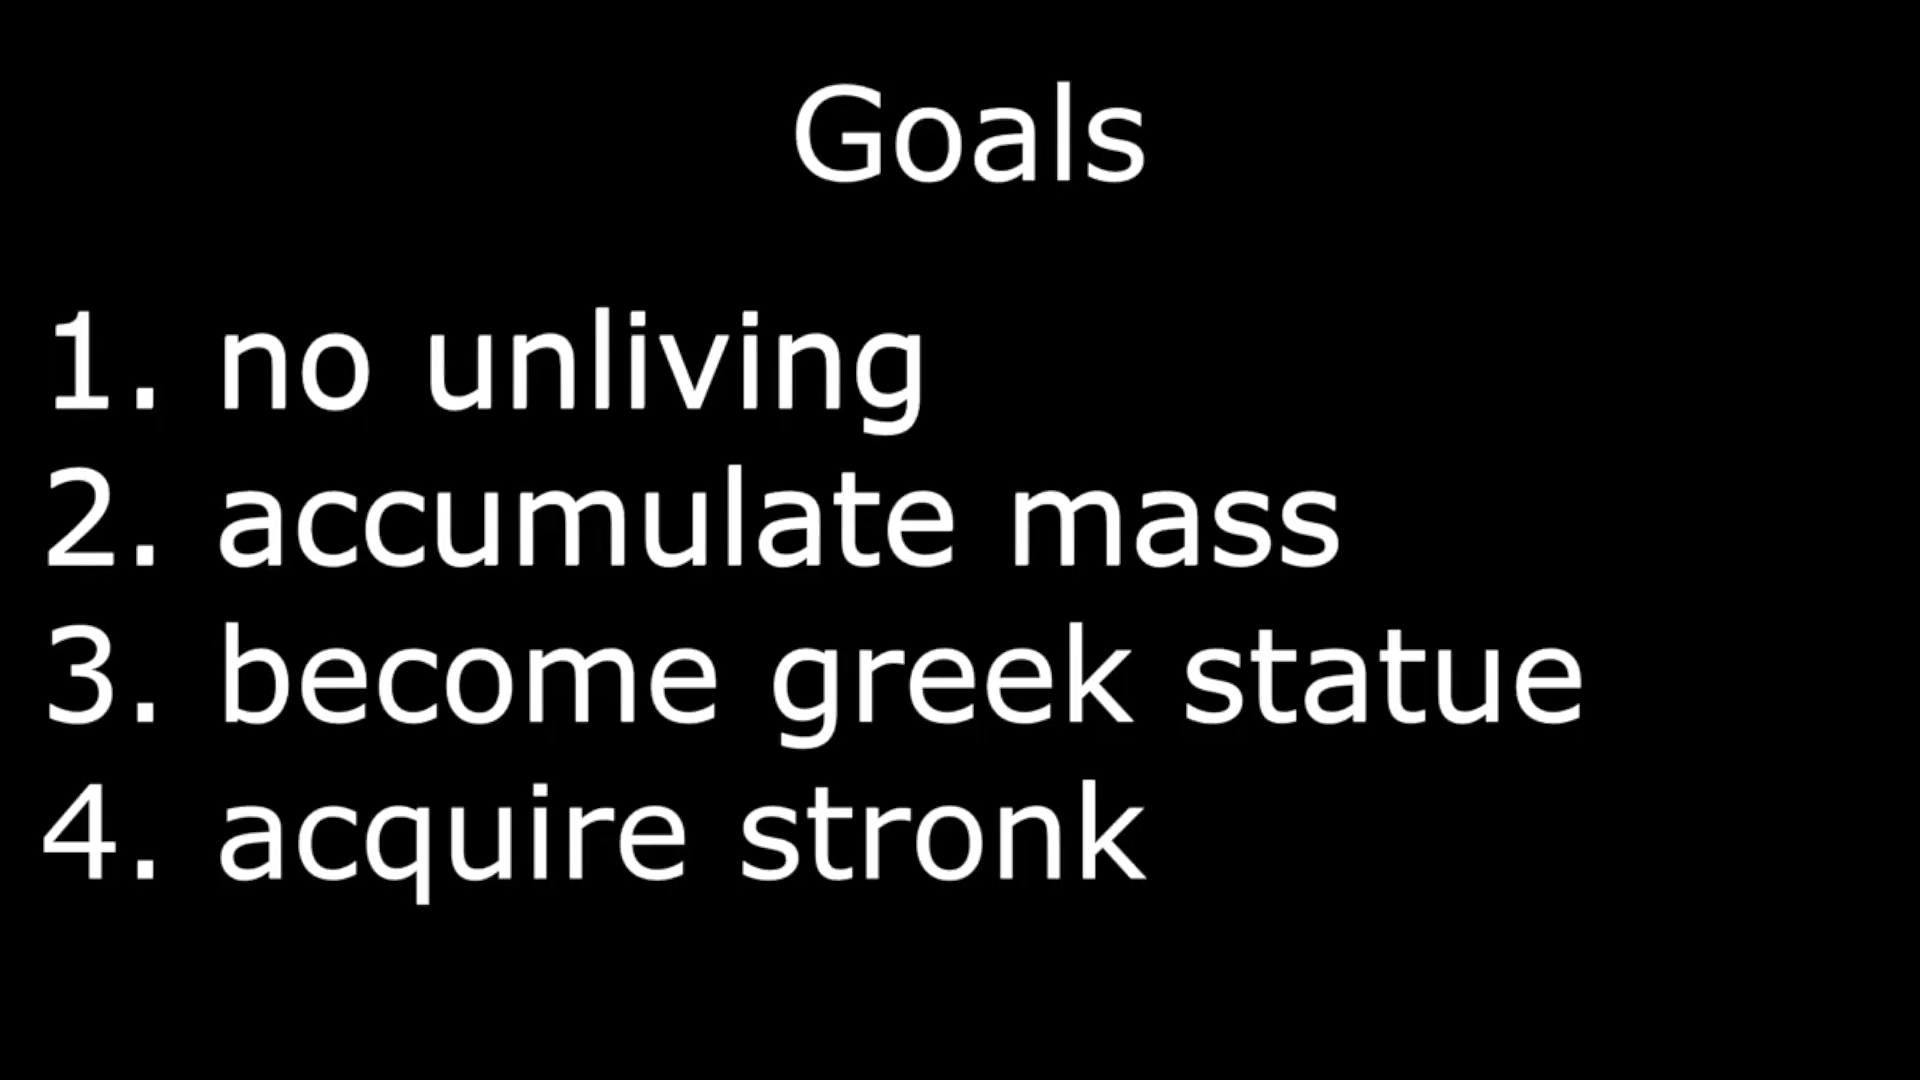 Goals
1. no unliving
2. accumulate mass
3. become greek statue
4. acquire stronk